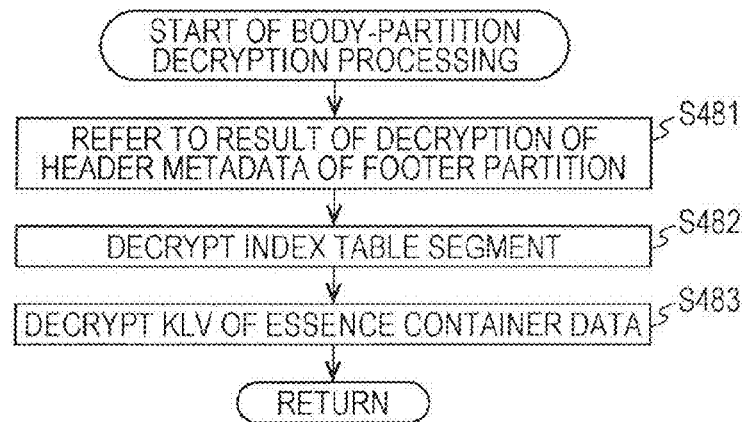 START OF BODY-PARTITION
DECRYPTION PROCESSING
S481
REFER TO RESULT OF DECRYPTION OF
HEADER METADATA OF FOOTER PARTITION
S482
DECRYPT INDEX TABLE SEGMENT
S483
DECRYPT KLV OF ESSENCE CONTAINER DATA
RETURN